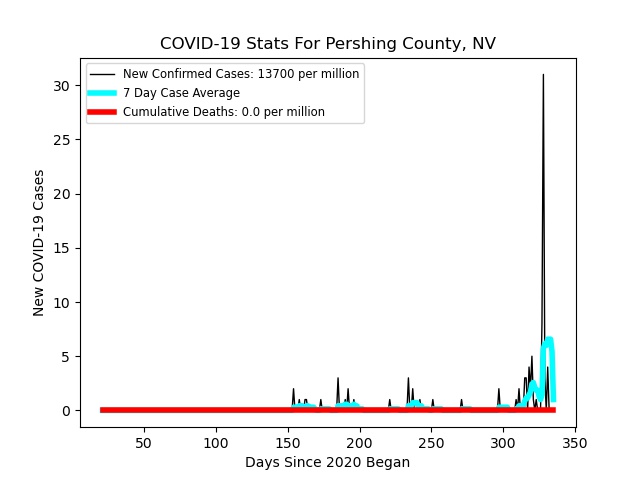 COVID-19 Stats For Pershing County, NV
New Confirmed Cases: 13700 per million
7 Day Case Average
Cumulative Deaths: 0.0 per million
New COVID-19 Cases
30
25
20
15
10
5
0
50
100
150
200
250
300
350
Days Since 2020 Began